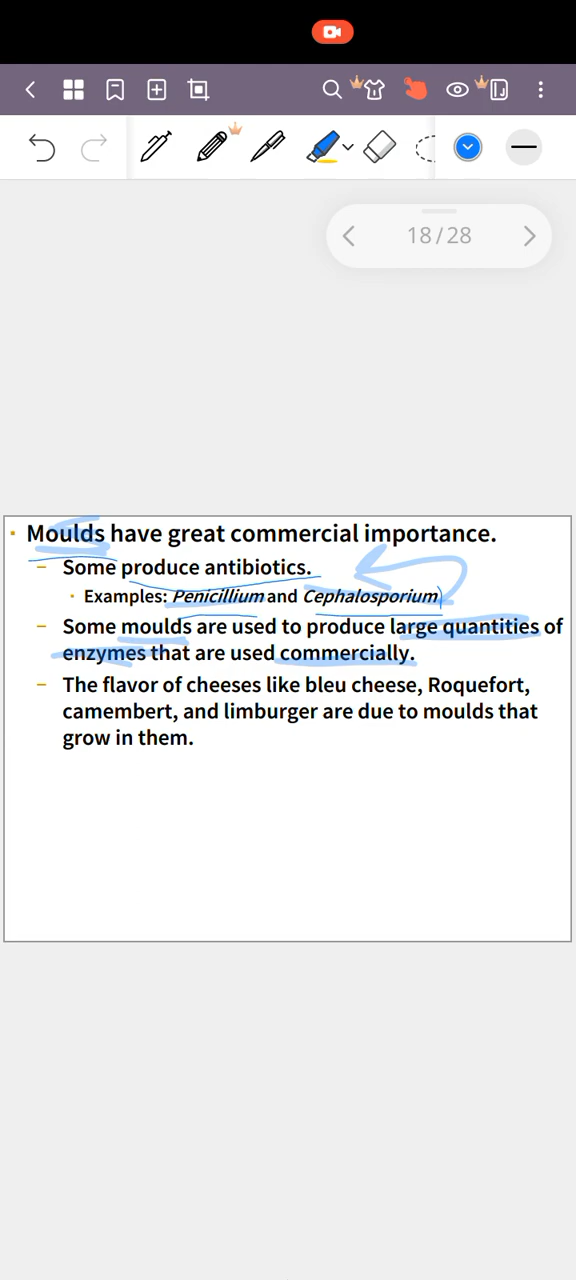 18/28
Moulds have great commercial importance.
Some produce antibiotics.
Examples: Penicillium and Cephalosporium
Some moulds are used to produce large quantities of
enzymes that are used commercially.
The flavor of cheeses like bleu cheese, Roquefort,
camembert, and limburger are due to moulds that
grow in them.